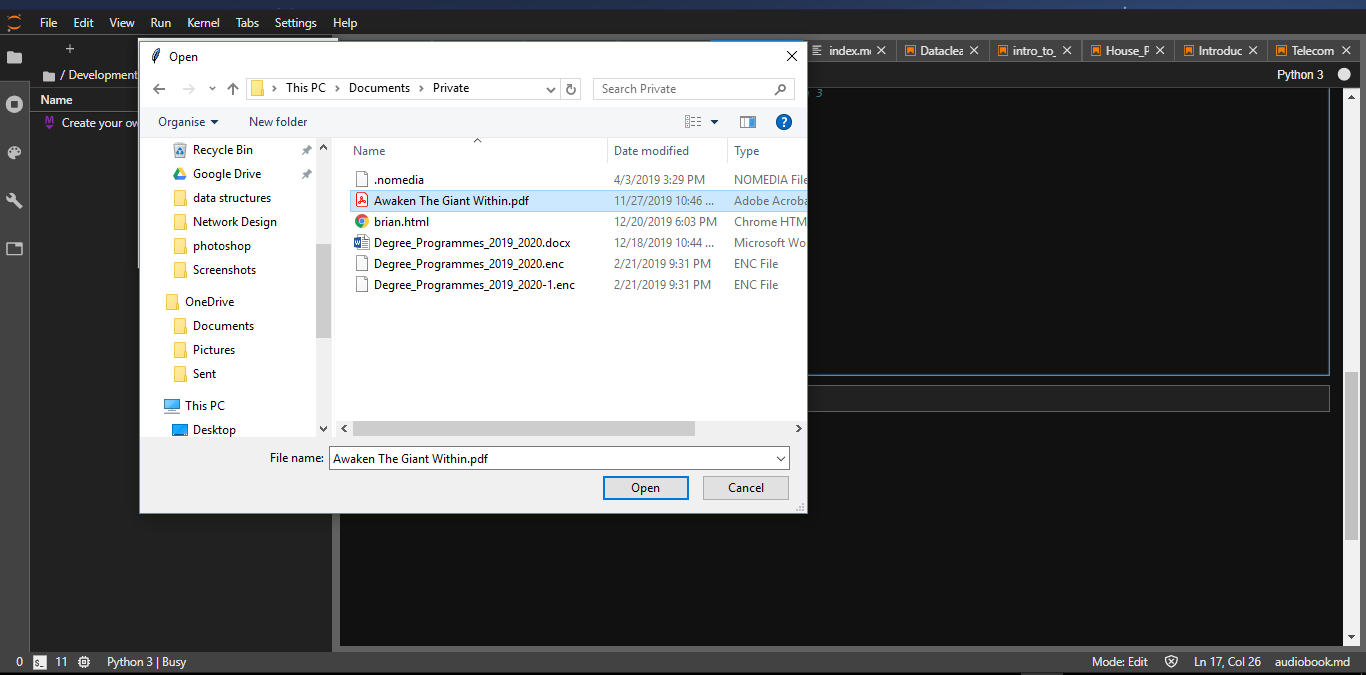 File Edit View Run Kernel Tabs Settings Help
Open
index.m
Dataclea
intro_to_
House_P
Introduc
Telecom
+
/ Development
This PC > Documents > Private
Search Private
Python 3
3
Name
Organise
New folder
Create your ow
Recycle Bin
Google Drive
data structures
Network Design
photoshop
Screenshots
OneDrive
Documents
Pictures
Sent
This PC
Desktop
Name Date modified Type
.nomedia 4/3/2019 3:29 PM NOMEDIA File
Awaken The Giant Within.pdf 11/27/2019 10:46 ... Adobe Acroba
brian.html 12/20/2019 6:03 PM Chrome HTM
Degree_Programmes_2019_2020.docx 12/18/2019 10:44 ... Microsoft Wo
Degree_Programmes_2019_2020.enc 2/21/2019 9:31 PM ENC File
Degree_Programmes_2019_2020-1.enc 2/21/2019 9:31 PM ENC File
File name: Awaken The Giant Within.pdf
Open Cancel
0 $_ 11 Python 3 | Busy Mode: Edit Ln 17, Col 26 audiobook.md